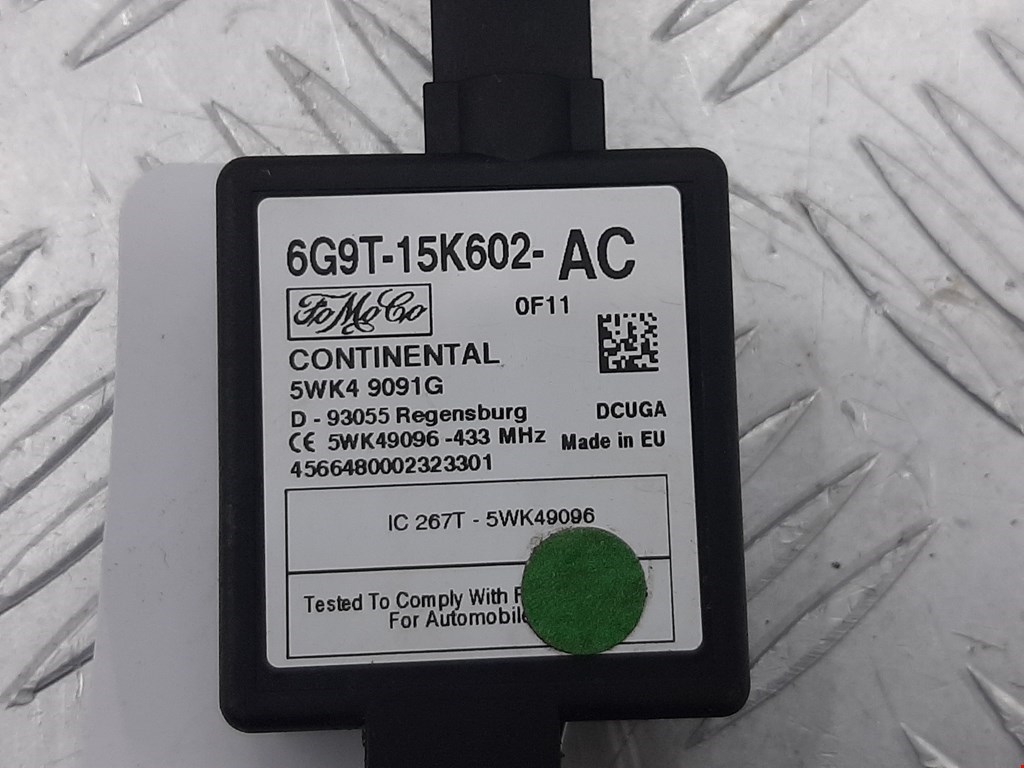 6G9T-15K602- AC
FoMoCo
0F11
CONTINENTAL
5WK4 9091G
D - 93055 Regensburg
DCUGA
CE 5WK49096 -433 MHz
Made in EU
4566480002323301
IC 267T - 5WK49096
Tested To Comply With
For Automobile